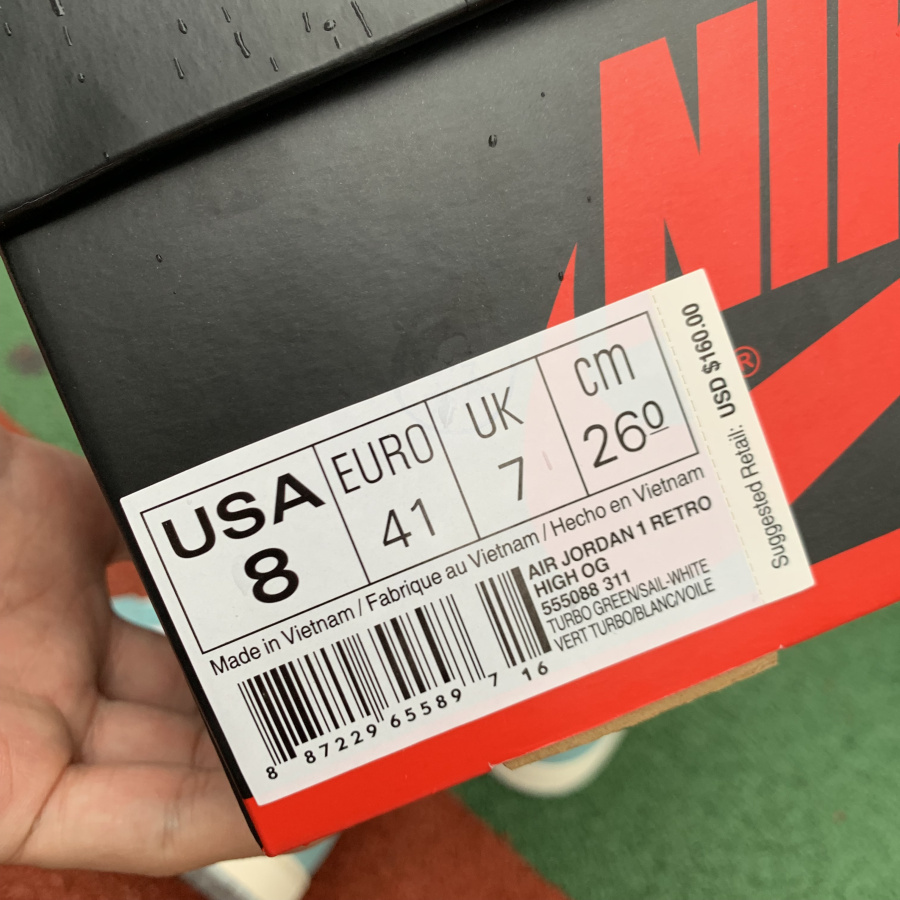 NIK
®
USA EURO UK cm
8 41 7 26º
Made in Vietnam / Fabrique au Vietnam / Hecho en Vietnam
AIR JORDAN 1 RETRO
HIGH OG
555088 311
TURBO GREEN/SAIL-WHITE
VERT TURBO/BLANC/VOILE
8 87229 65589 7 16
Suggested Retail: USD $160.00